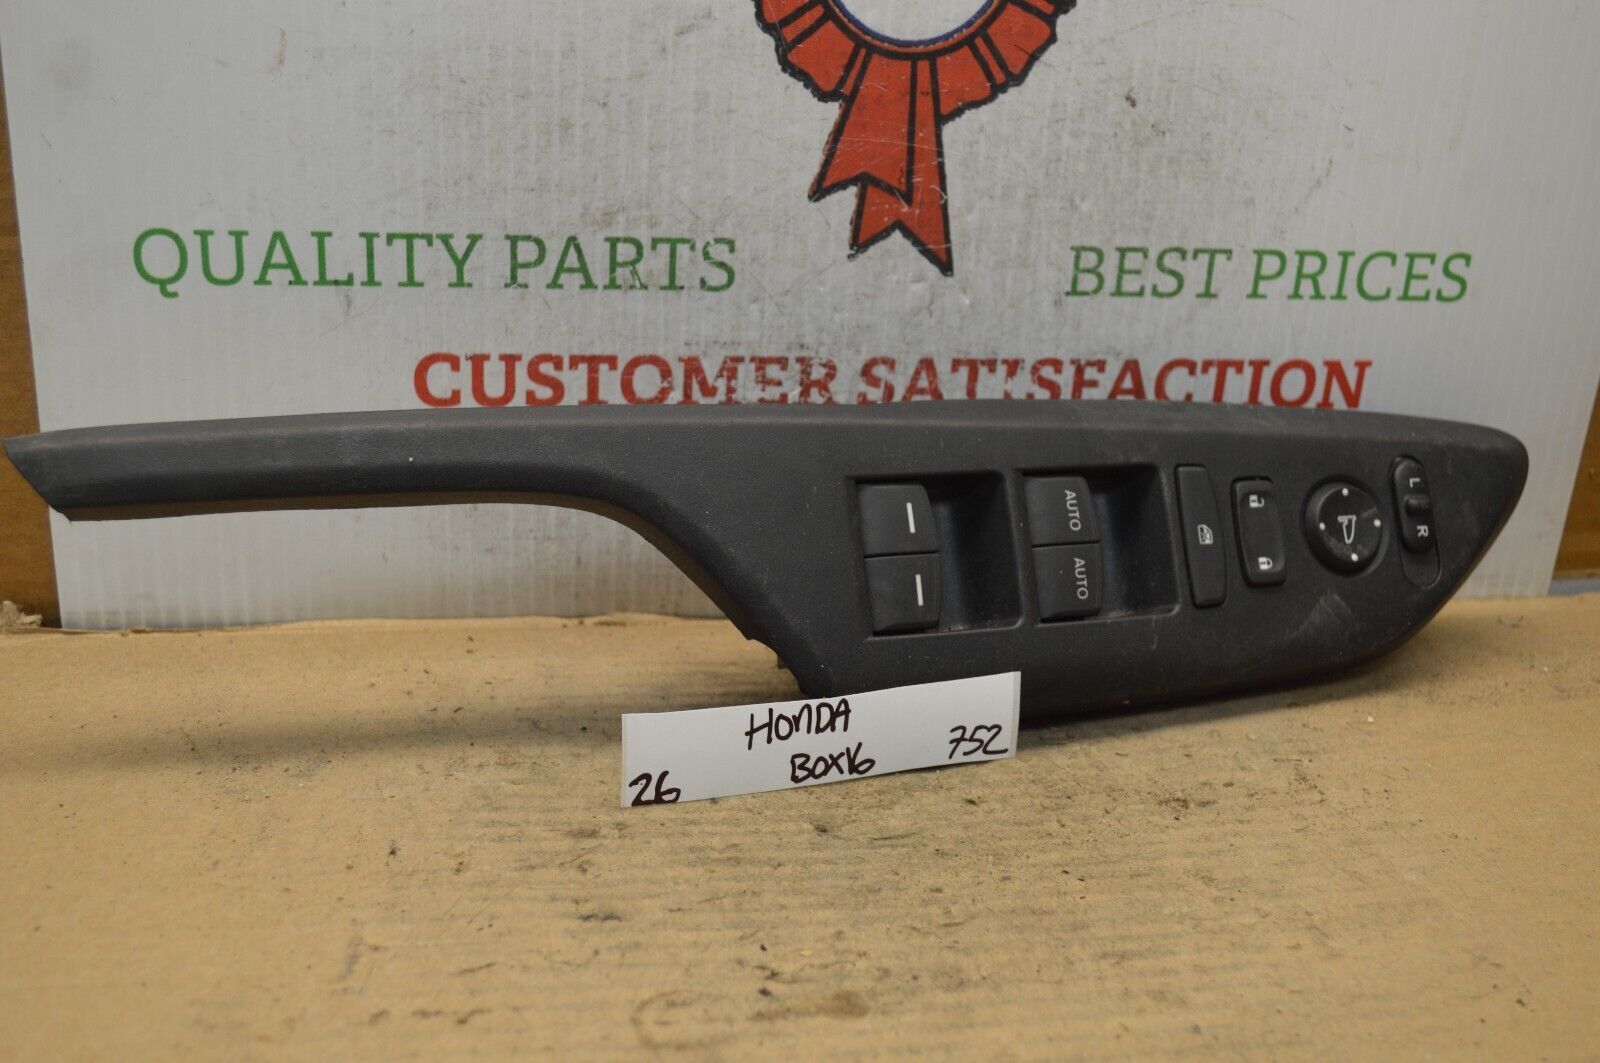 QUALITY PARTS
BEST PRICES
CUSTOMER SATISFACTION
AUTO
AUTO
L
R
HONDA
BOX16
752
26